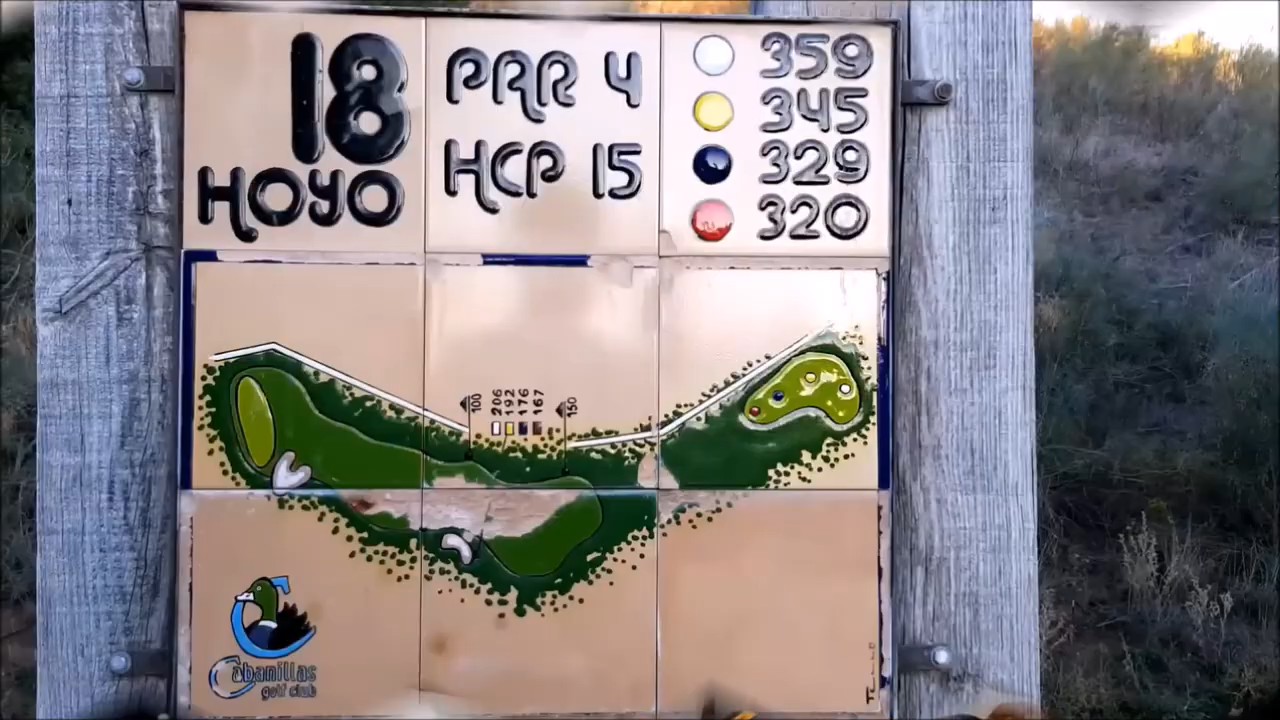 18
HOYO
PAR 4
HCP 15
359
345
329
320
100
206
192
176
167
150
Cabanillas
golf club